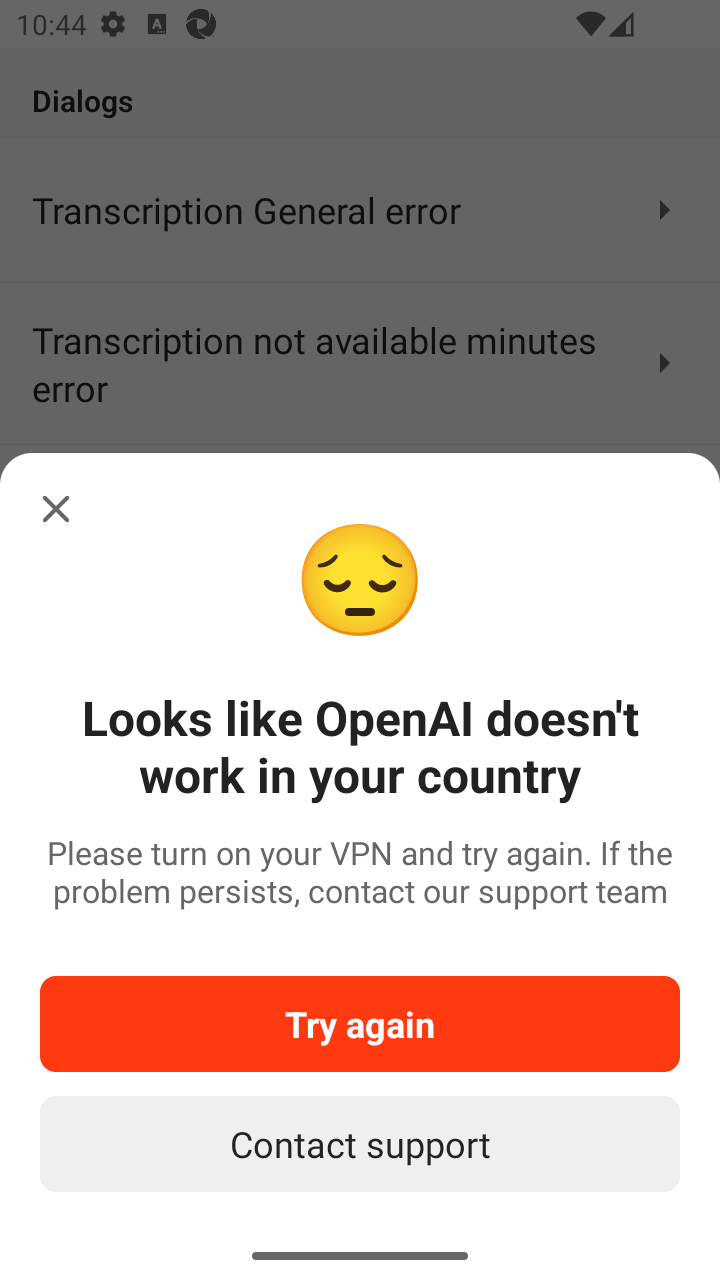 10:44
Dialogs
Transcription General error
Transcription not available minutes
error
Looks like OpenAI doesn't
work in your country
Please turn on your VPN and try again. If the
problem persists, contact our support team
Try again
Contact support